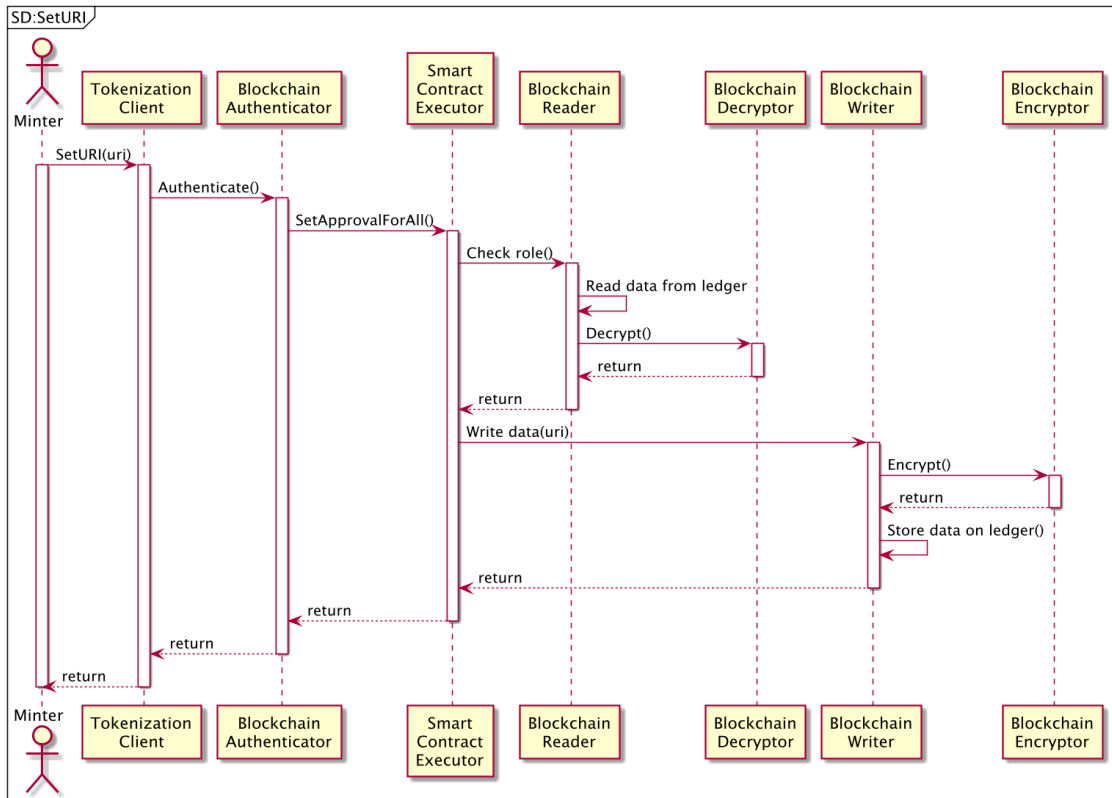 SD:SetURI
Minter
Tokenization
Client
Blockchain
Authenticator
Smart
Contract
Executor
Blockchain
Reader
Blockchain
Decryptor
Blockchain
Writer
Blockchain
Encryptor
SetURI(uri)
Authenticate()
SetApprovalForAll()
Check role()
Read data from ledger
Decrypt()
return
return
Write data(uri)
Encrypt()
return
Store data on ledger()
return
return
return
return
Minter
Tokenization
Client
Blockchain
Authenticator
Smart
Contract
Executor
Blockchain
Reader
Blockchain
Decryptor
Blockchain
Writer
Blockchain
Encryptor